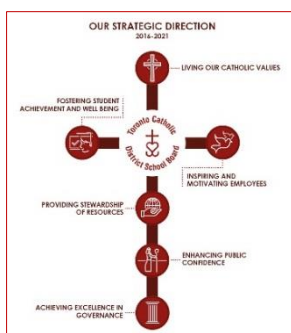 OUR STRATEGIC DIRECTION
2016-2021
LIVING OUR CATHOLIC VALUES
FOSTERING STUDENT
ACHIEVEMENT AND WELL BEING
Toronto Catholic
District School Board
INSPIRING AND
MOTIVATING EMPLOYEES
PROVIDING STEWARDSHIP
OF RESOURCES
ENHANCING PUBLIC
CONFIDENCE
ACHIEVING EXCELLENCE IN
GOVERNANCE